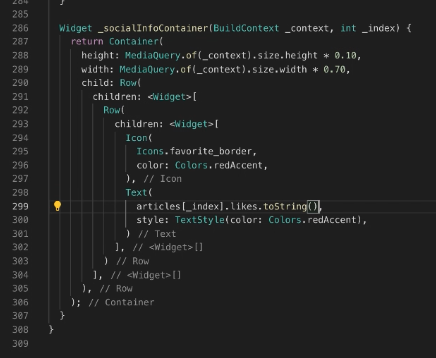 284 }
285
286 Widget _socialInfoContainer(BuildContext _context, int _index) {
287 return Container(
288 height: MediaQuery.of(_context).size.height * 0.10,
289 width: MediaQuery.of(_context).size.width * 0.70,
290 child: Row(
291 children: <Widget>[
292 Row(
293 children: <Widget>[
294 Icon(
295 Icons.favorite_border,
296 color: Colors.redAccent,
297 ), // Icon
298 Text(
299 articles[_index].likes.toString(),
300 style: TextStyle(color: Colors.redAccent),
301 ) // Text
302 ], // <Widget>[]
303 ) // Row
304 ], // <Widget>[]
305 ), // Row
306 ); // Container
307 }
308 }
309